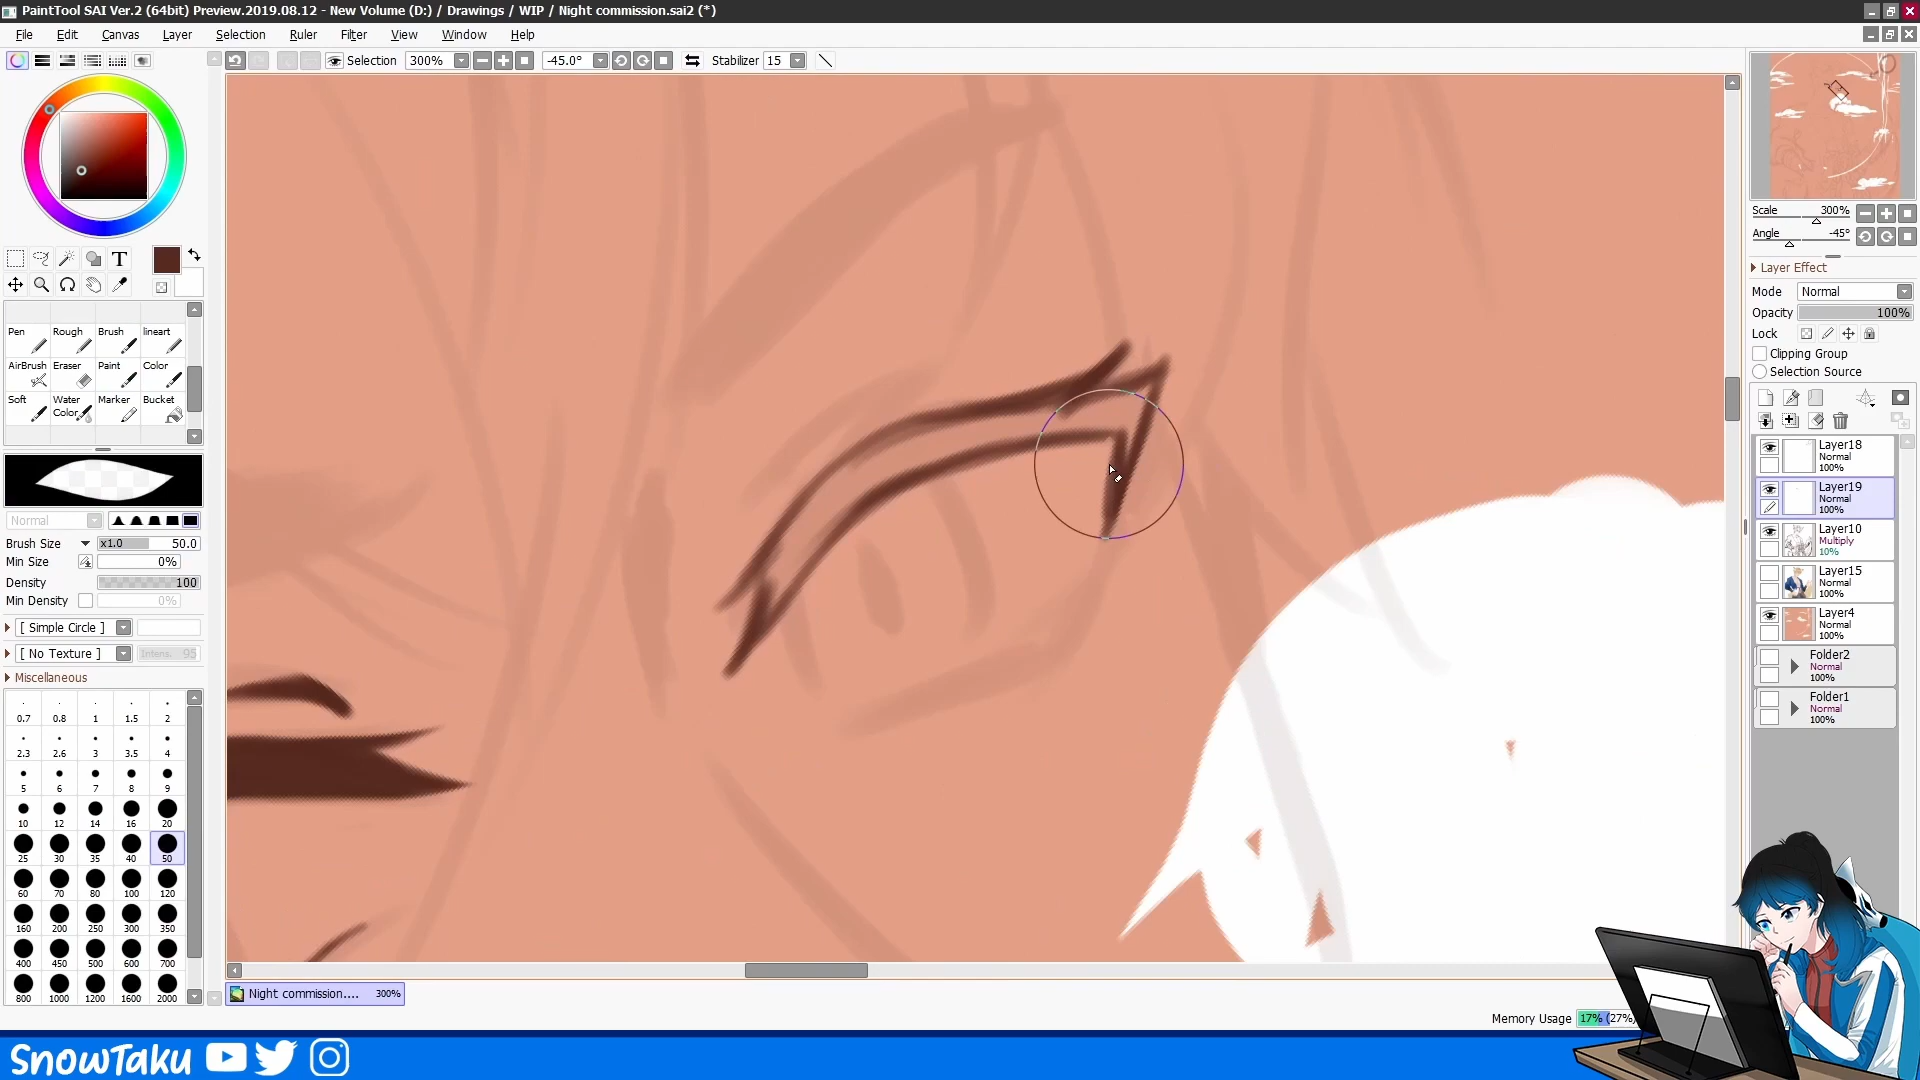 PaintTool SAI Ver.2 (64bit) Preview.2019.08.12 - New Volume (D:) / Drawings / WIP / Night commission.sai2 (*)
File Edit Canvas Layer Selection Ruler Filter View Window Help
Selection 300% -45.0° Stabilizer 15
Scale 300%
Angle -45°
Layer Effect
Mode Normal
Opacity 100%
Lock
Clipping Group
Selection Source
T
Pen Rough Brush lineart
AirBrush Eraser Paint Color
Soft Water Color Marker Bucket
Normal
Brush Size x1.0 50.0
Min Size 0%
Density 100
Min Density 0%
[ Simple Circle ]
[ No Texture ] Intens. 95
Miscellaneous
0.7 0.8 1 1.5 2
2.3 2.6 3 3.5 4
5 6 7 8 9
10 12 14 16 20
25 30 35 40 50
60 70 80 100 120
160 200 250 300 350
400 450 500 600 700
800 1000 1200 1600 2000
Layer18
Normal
100%
Layer19
Normal
100%
Layer10
Multiply
10%
Layer15
Normal
100%
Layer4
Normal
100%
Folder2
Normal
100%
Folder1
Normal
100%
Night commission.... 300%
Memory Usage 17% (27%)
SnowTaku